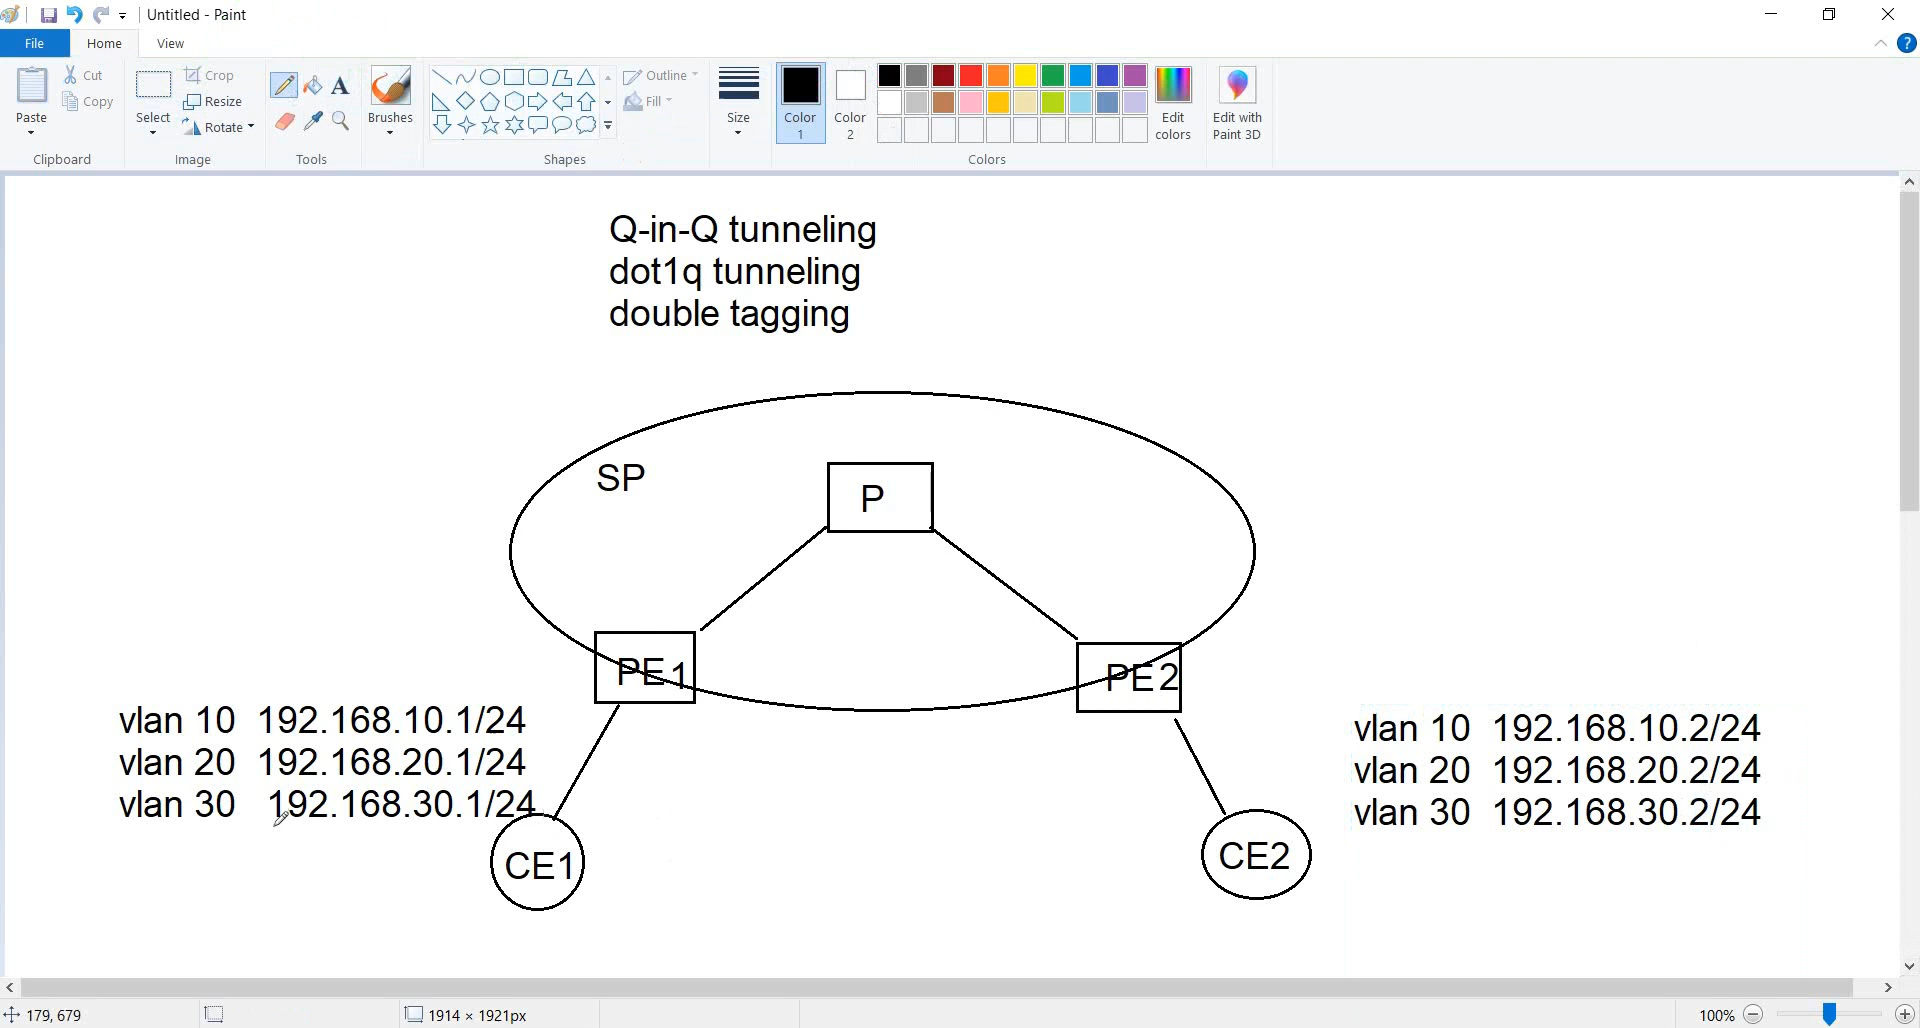 Untitled - Paint
File Home View
Paste
Cut
Copy
Clipboard
Select
Crop
Resize
Rotate
Image
Tools
Brushes
Shapes
Outline
Fill
Size
Color 1
Color 2
Colors
Edit colors
Edit with Paint 3D
Q-in-Q tunneling
dot1q tunneling
double tagging
SP
P
PE 1
PE 2
vlan 10 192.168.10.1/24
vlan 20 192.168.20.1/24
vlan 30 192.168.30.1/24
vlan 10 192.168.10.2/24
vlan 20 192.168.20.2/24
vlan 30 192.168.30.2/24
CE1
CE2
179, 679
1914 × 1921px
100%